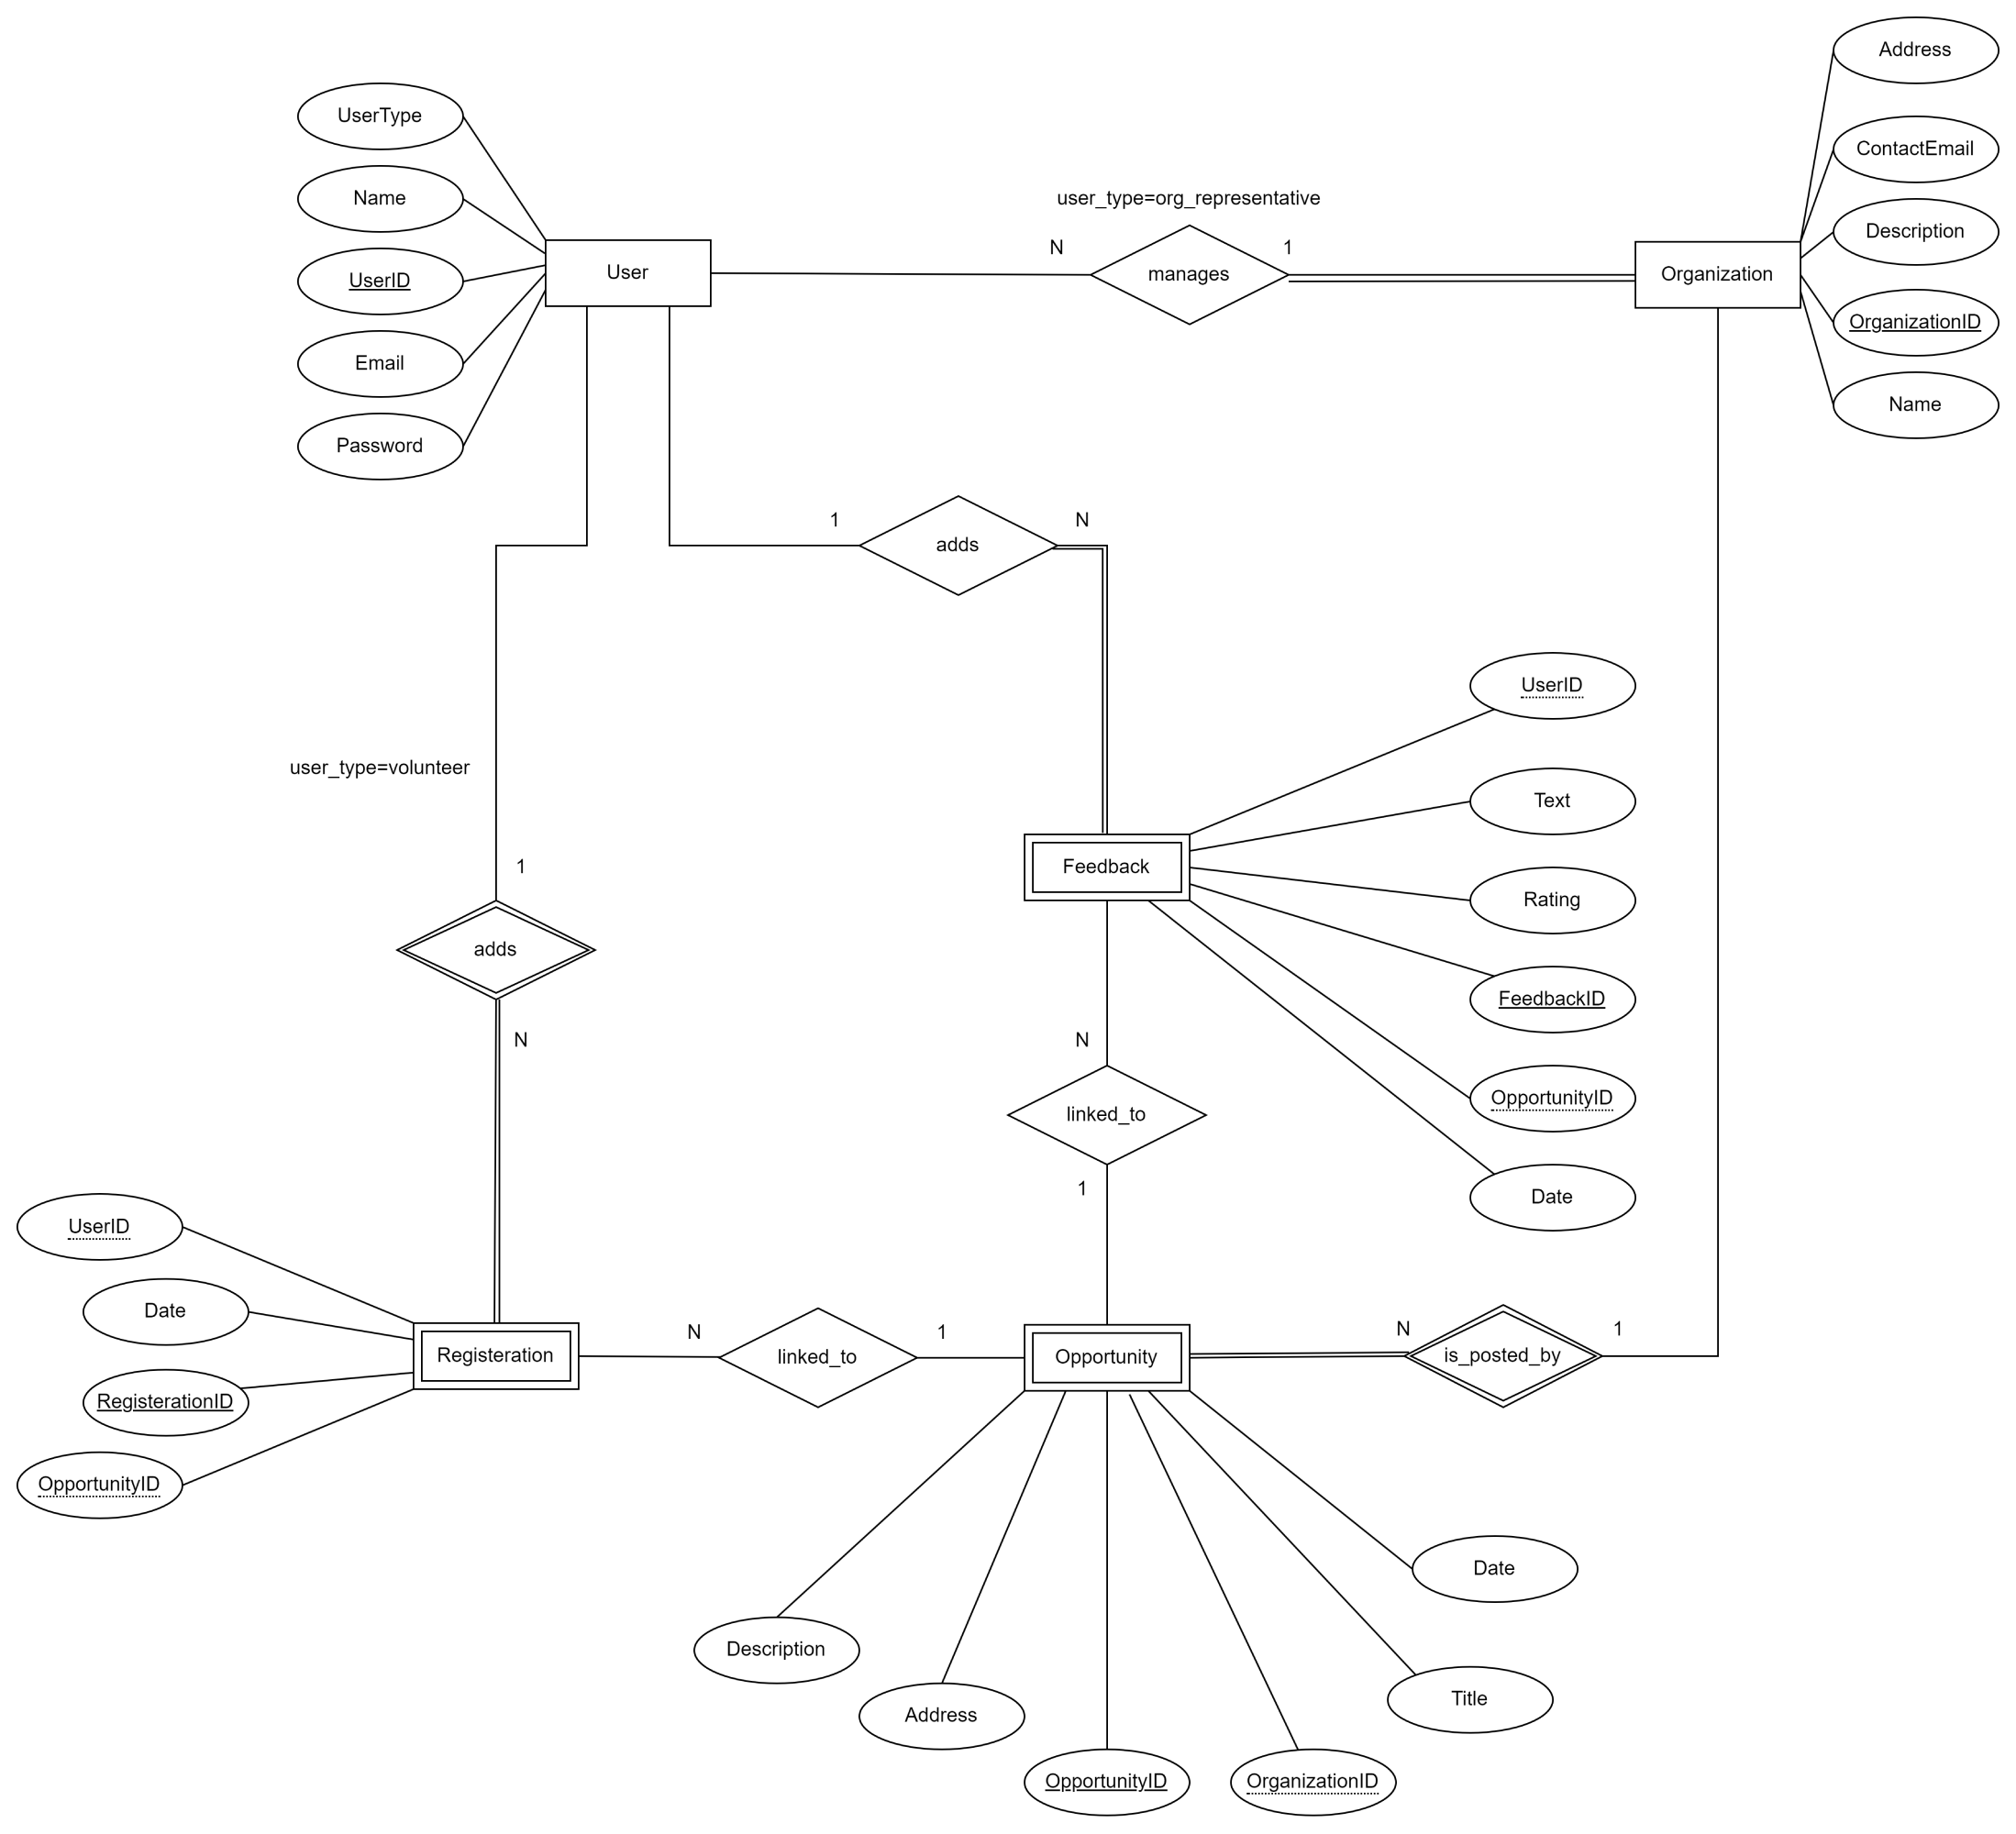 Address
UserType
ContactEmail
Name
user_type=org_representative
Description
N
1
User
manages
Organization
UserID
OrganizationID
Email
Name
Password
1
N
adds
UserID
user_type=volunteer
Text
1
Feedback
Rating
adds
FeedbackID
N
N
OpportunityID
linked_to
1
Date
UserID
Date
N
1
N
1
Registeration
linked_to
Opportunity
is_posted_by
RegisterationID
OpportunityID
Date
Description
Title
Address
OpportunityID
OrganizationID